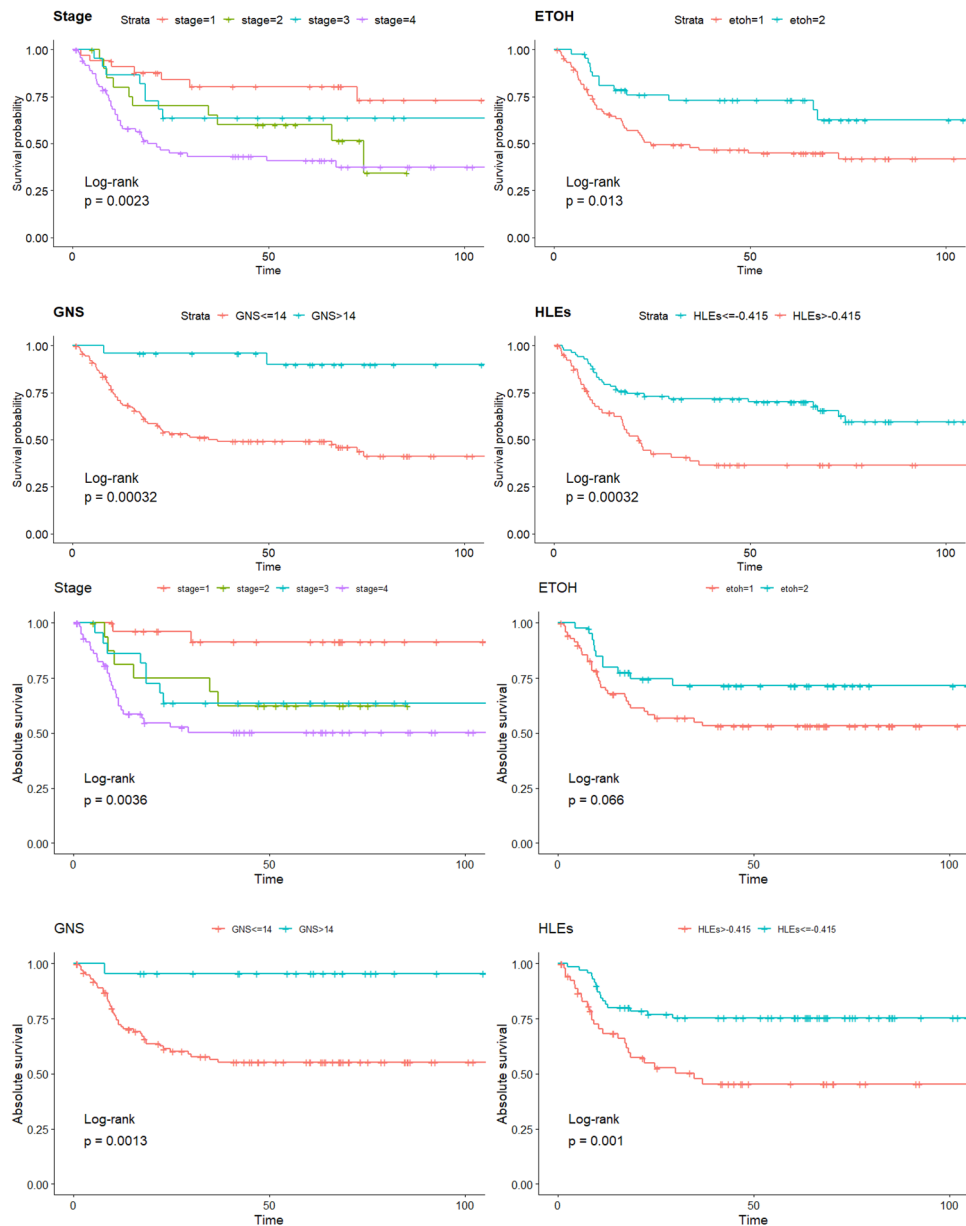 Stage
Strata stage=1 stage=2 stage=3 stage=4
Survival probability
1.00
0.75
0.50
0.25
0.00
Log-rank
p = 0.0023
0 50 100
Time
ETOH
Strata etoh=1 etoh=2
Survival probability
1.00
0.75
0.50
0.25
0.00
Log-rank
p = 0.013
0 50 100
Time
GNS
Strata GNS<=14 GNS>14
Survival probability
1.00
0.75
0.50
0.25
0.00
Log-rank
p = 0.00032
0 50 100
Time
HLEs
Strata HLEs<=-0.415 HLEs>-0.415
Survival probability
1.00
0.75
0.50
0.25
0.00
Log-rank
p = 0.00032
0 50 100
Time
Stage
stage=1 stage=2 stage=3 stage=4
Absolute survival
1.00
0.75
0.50
0.25
0.00
Log-rank
p = 0.0036
0 50 100
Time
ETOH
etoh=1 etoh=2
Absolute survival
1.00
0.75
0.50
0.25
0.00
Log-rank
p = 0.066
0 50 100
Time
GNS
GNS<=14 GNS>14
Absolute survival
1.00
0.75
0.50
0.25
0.00
Log-rank
p = 0.0013
0 50 100
Time
HLEs
HLEs>-0.415 HLEs<=-0.415
Absolute survival
1.00
0.75
0.50
0.25
0.00
Log-rank
p = 0.001
0 50 100
Time